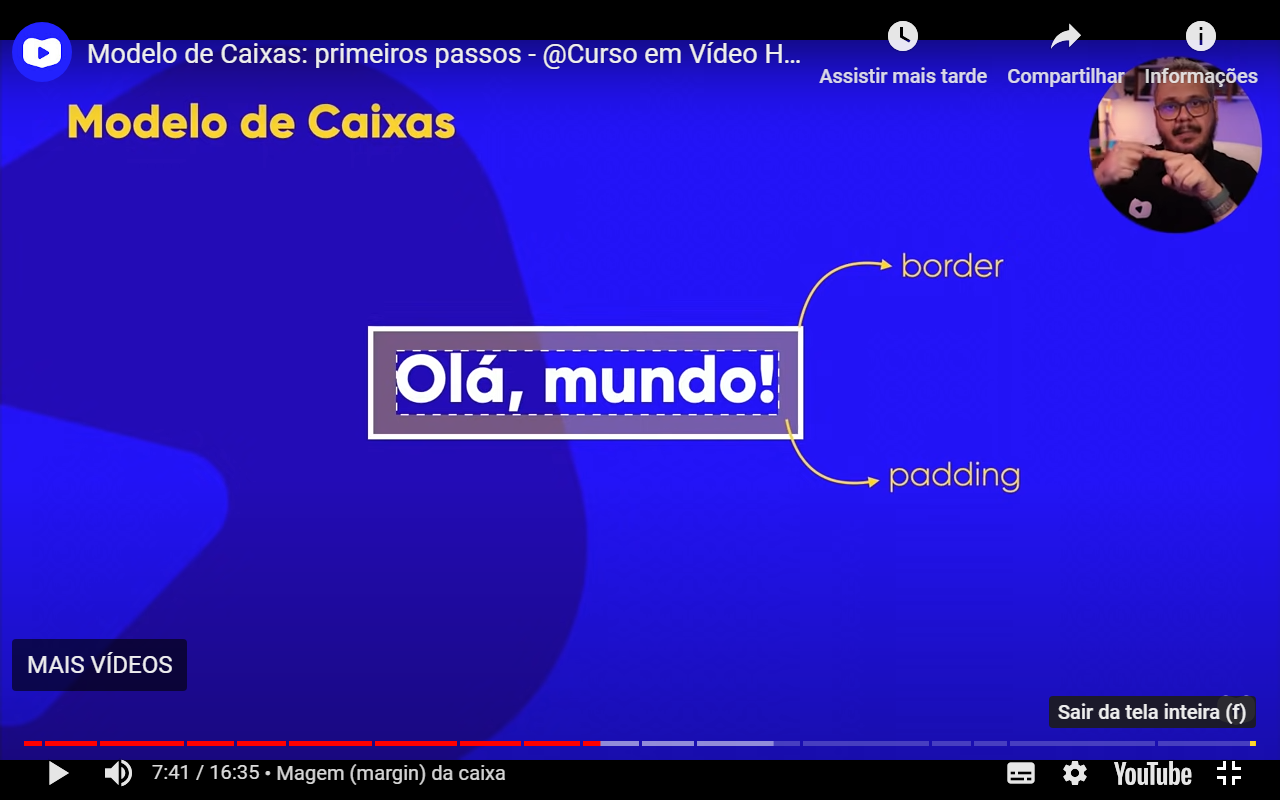 Modelo de Caixas: primeiros passos - @Curso em Vídeo H...
Assistir mais tarde
Compartilhar
Informações
Modelo de Caixas
border
Olá, mundo!
padding
MAIS VÍDEOS
Sair da tela inteira (f)
7:41 / 16:35 • Magem (margin) da caixa
YouTube